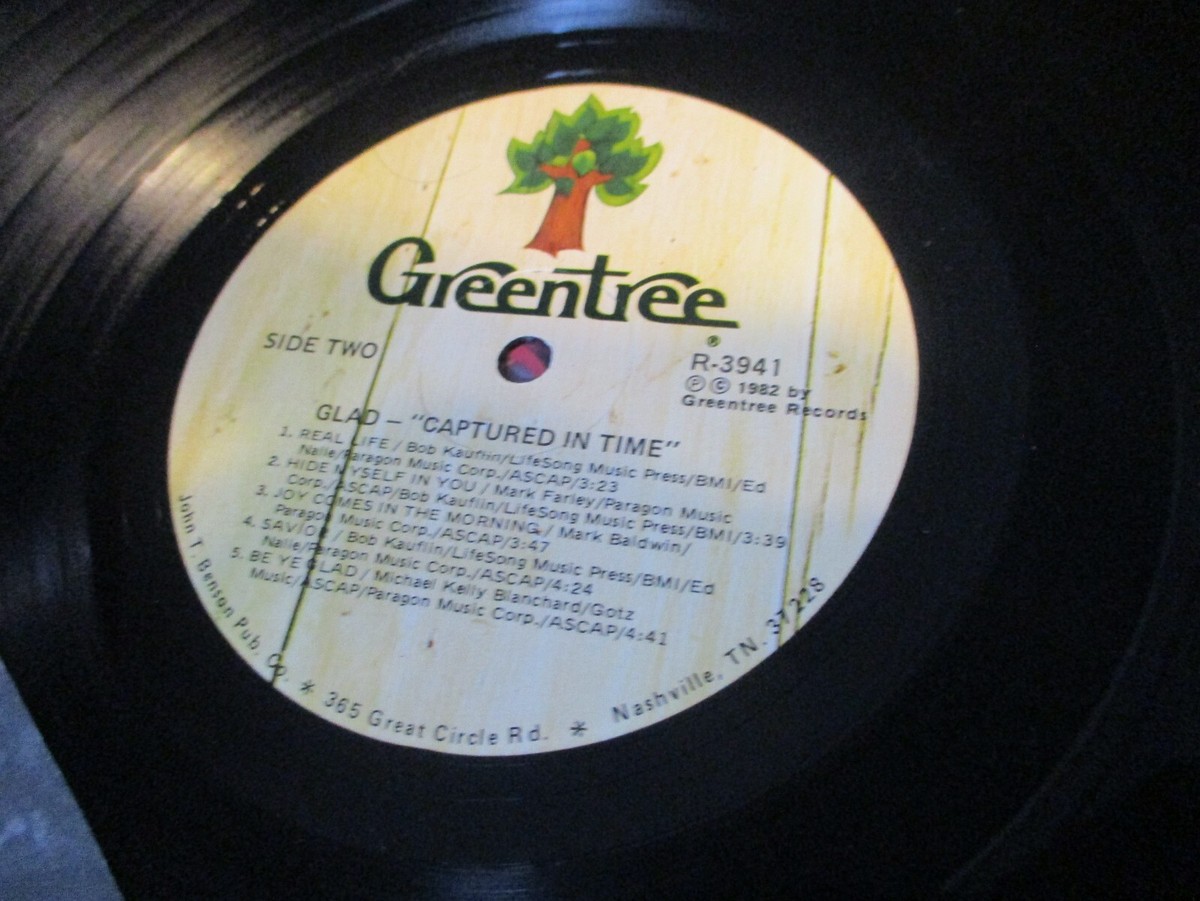 Greentree
®
SIDE TWO
R-3941
Ⓟ © 1982 by
Greentree Records
GLAD – "CAPTURED IN TIME"
1. REAL LIFE / Bob Kauflin/LifeSong Music Press/BMI/Ed
Nalle/Paragon Music Corp./ASCAP/3:23
2. HIDE MYSELF IN YOU / Mark Farley/Paragon Music
Corp./ASCAP/Bob Kauflin/LifeSong Music Press/BMI/3:39
3. JOY COMES IN THE MORNING / Mark Baldwin/
Paragon Music Corp./ASCAP/3:47
4. SAVIOR / Bob Kauflin/LifeSong Music Press/BMI/Ed
Nalle/Paragon Music Corp./ASCAP/4:24
5. BE YE GLAD / Michael Kelly Blanchard/Gotz
Music/ASCAP/Paragon Music Corp./ASCAP/4:41
John T. Benson Pub. Co. * 365 Great Circle Rd. * Nashville, TN. 37228